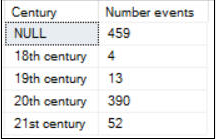 Century Number events
NULL 459
18th century 4
19th century 13
20th century 390
21st century 52